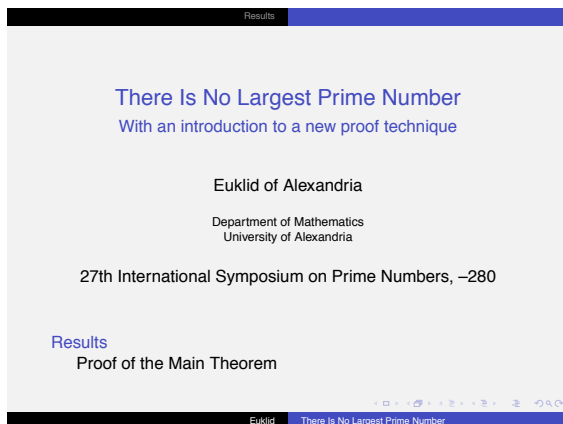 Results
There Is No Largest Prime Number
With an introduction to a new proof technique
Euklid of Alexandria
Department of Mathematics
University of Alexandria
27th International Symposium on Prime Numbers, –280
Results
Proof of the Main Theorem
Euklid There Is No Largest Prime Number